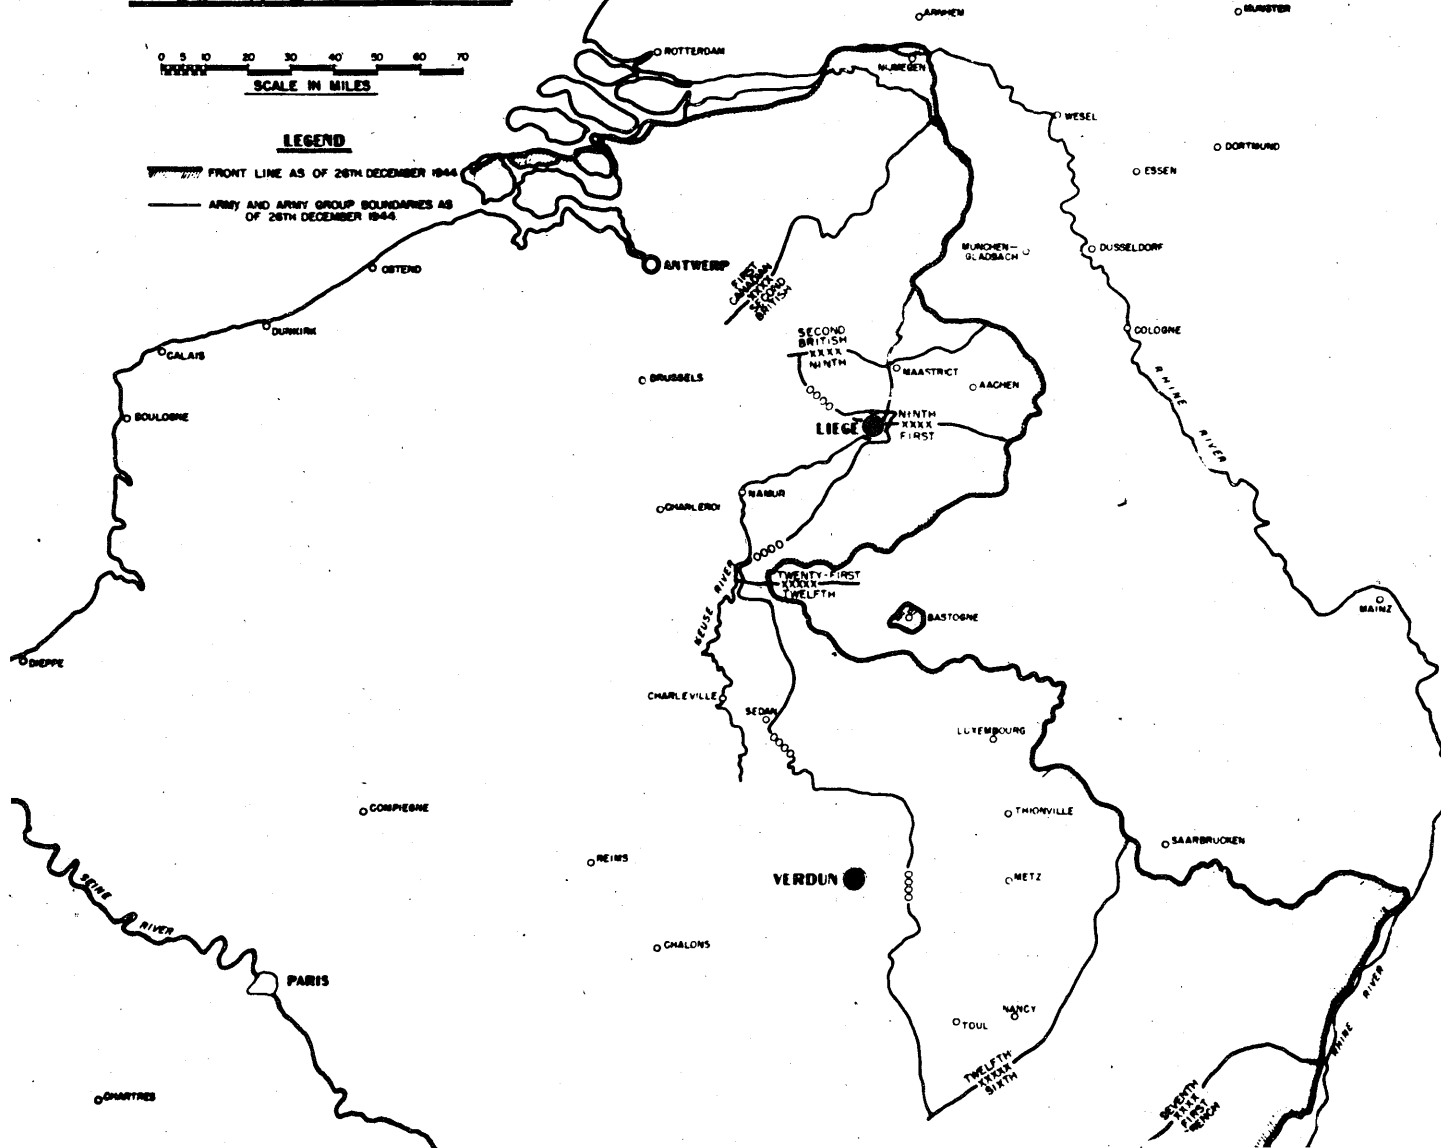 ARNHEM
MUNSTER
ROTTERDAM
NIJMEGEN
0 5 10 20 30 40 50 60 70
SCALE IN MILES
WESEL
LEGEND
DORTMUND
FRONT LINE AS OF 26TH DECEMBER 1944
ESSEN
ARMY AND ARMY GROUP BOUNDARIES AS
OF 26TH DECEMBER 1944
MUNCHEN-
GLADBACH
DUSSELDORF
ANTWERP
OSTEND
FIRST
CANADIAN
XXXX
SECOND
BRITISH
DUNKIRK
COLOGNE
SECOND
BRITISH
XXXX
NINTH
CALAIS
MAASTRICT
RHINE
BRUSSELS
AACHEN
OOOO
BOULOGNE
NINTH
LIEGE
XXXX
FIRST
RIVER
NAMUR
CHARLEROI
OOOO
MEUSE RIVER
TWENTY-FIRST
XXXXX
TWELFTH
BASTOGNE
MAINZ
DIEPPE
CHARLEVILLE
SEDAN
OOOO
LUXEMBOURG
COMPIEGNE
THIONVILLE
SAARBRUCKEN
REIMS
VERDUN
METZ
OOOO
SEINE
RIVER
CHALONS
PARIS
RHINE RIVER
NANCY
TOUL
TWELFTH
XXXXX
SIXTH
CHARTRES
SEVENTH
XXXX
FIRST